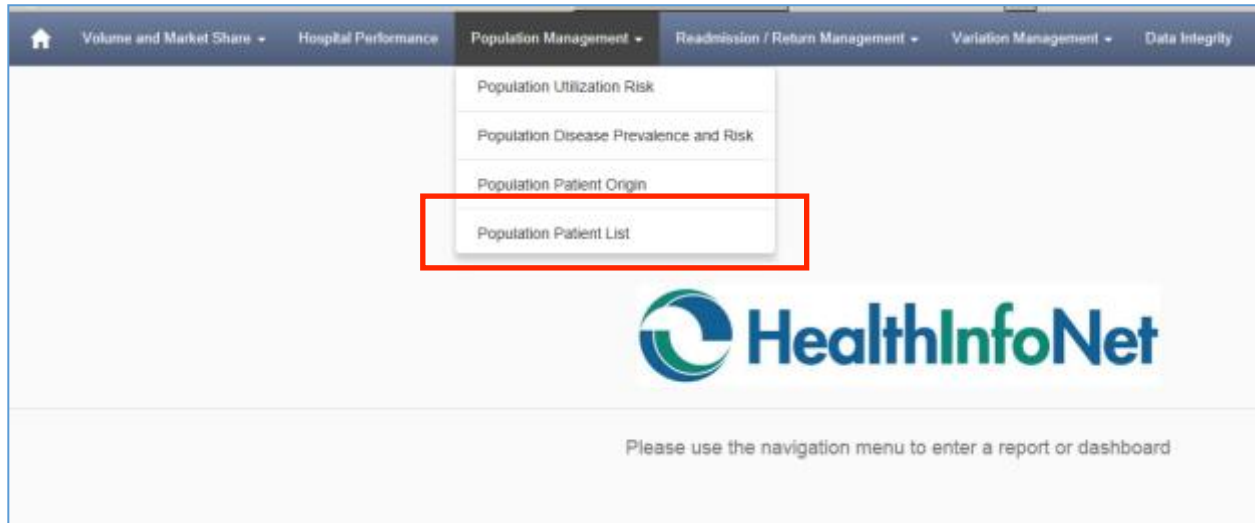 Volume and Market Share Hospital Performance Population Management Readmission / Return Management Variation Management Data Integrity
Population Utilization Risk
Population Disease Prevalence and Risk
Population Patient Origin
Population Patient List
HealthInfoNet
Please use the navigation menu to enter a report or dashboard